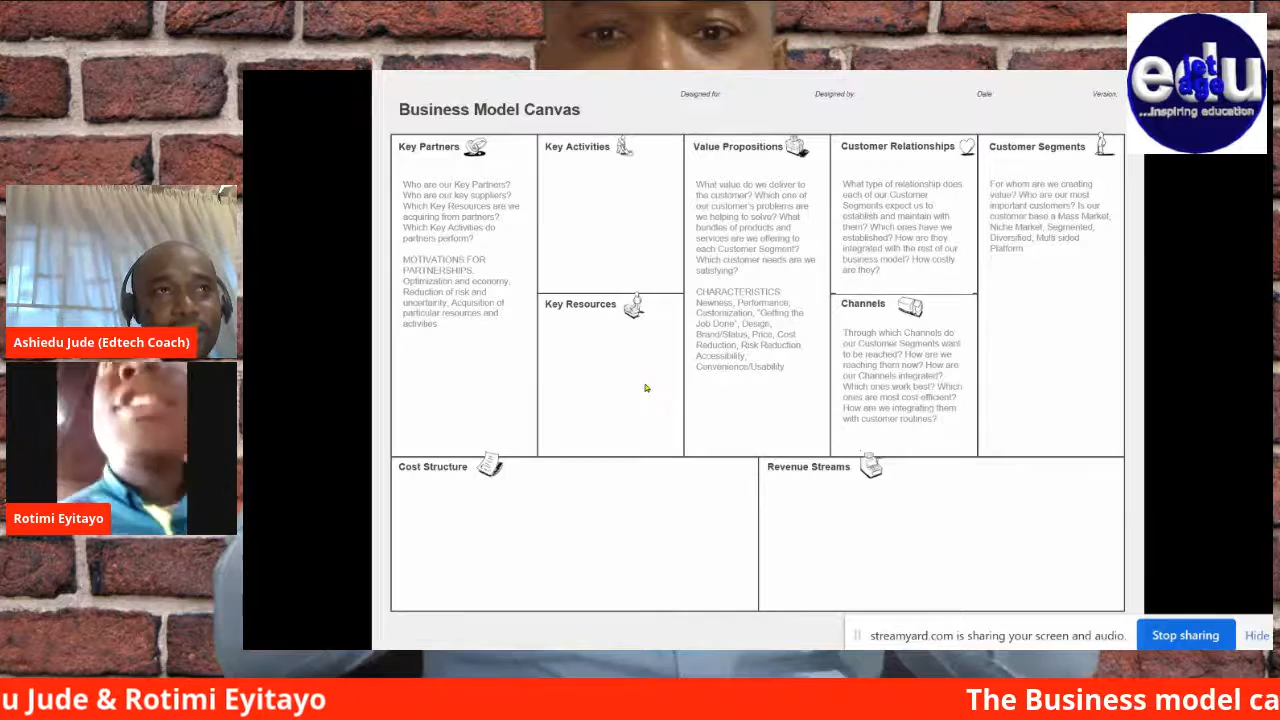 edu
jet
age
...Inspiring education
Designed for:
Designed by:
Date:
Version:
Business Model Canvas
Key Partners
Who are our Key Partners?
Who are our key suppliers?
Which Key Resources are we
acquiring from partners?
Which Key Activities do
partners perform?
MOTIVATIONS FOR
PARTNERSHIPS:
Optimization and economy,
Reduction of risk and
uncertainty, Acquisition of
particular resources and
activities
Key Activities
Key Resources
Value Propositions
What value do we deliver to
the customer? Which one of
our customer's problems are
we helping to solve? What
bundles of products and
services are we offering to
each Customer Segment?
Which customer needs are we
satisfying?
CHARACTERISTICS:
Newness, Performance,
Customization, "Getting the
Job Done", Design,
Brand/Status, Price, Cost
Reduction, Risk Reduction,
Accessibility,
Convenience/Usability
Customer Relationships
What type of relationship does
each of our Customer
Segments expect us to
establish and maintain with
them? Which ones have we
established? How are they
integrated with the rest of our
business model? How costly
are they?
Channels
Through which Channels do
our Customer Segments want
to be reached? How are we
reaching them now? How are
our Channels integrated?
Which ones work best? Which
ones are most cost-efficient?
How are we integrating them
with customer routines?
Customer Segments
For whom are we creating
value? Who are our most
important customers? Is our
customer base a Mass Market,
Niche Market, Segmented,
Diversified, Multi-sided
Platform
Cost Structure
Revenue Streams
Ashiedu Jude (Edtech Coach)
Rotimi Eyitayo
streamyard.com is sharing your screen and audio.
Stop sharing
Hide
u Jude & Rotimi Eyitayo
The Business model ca